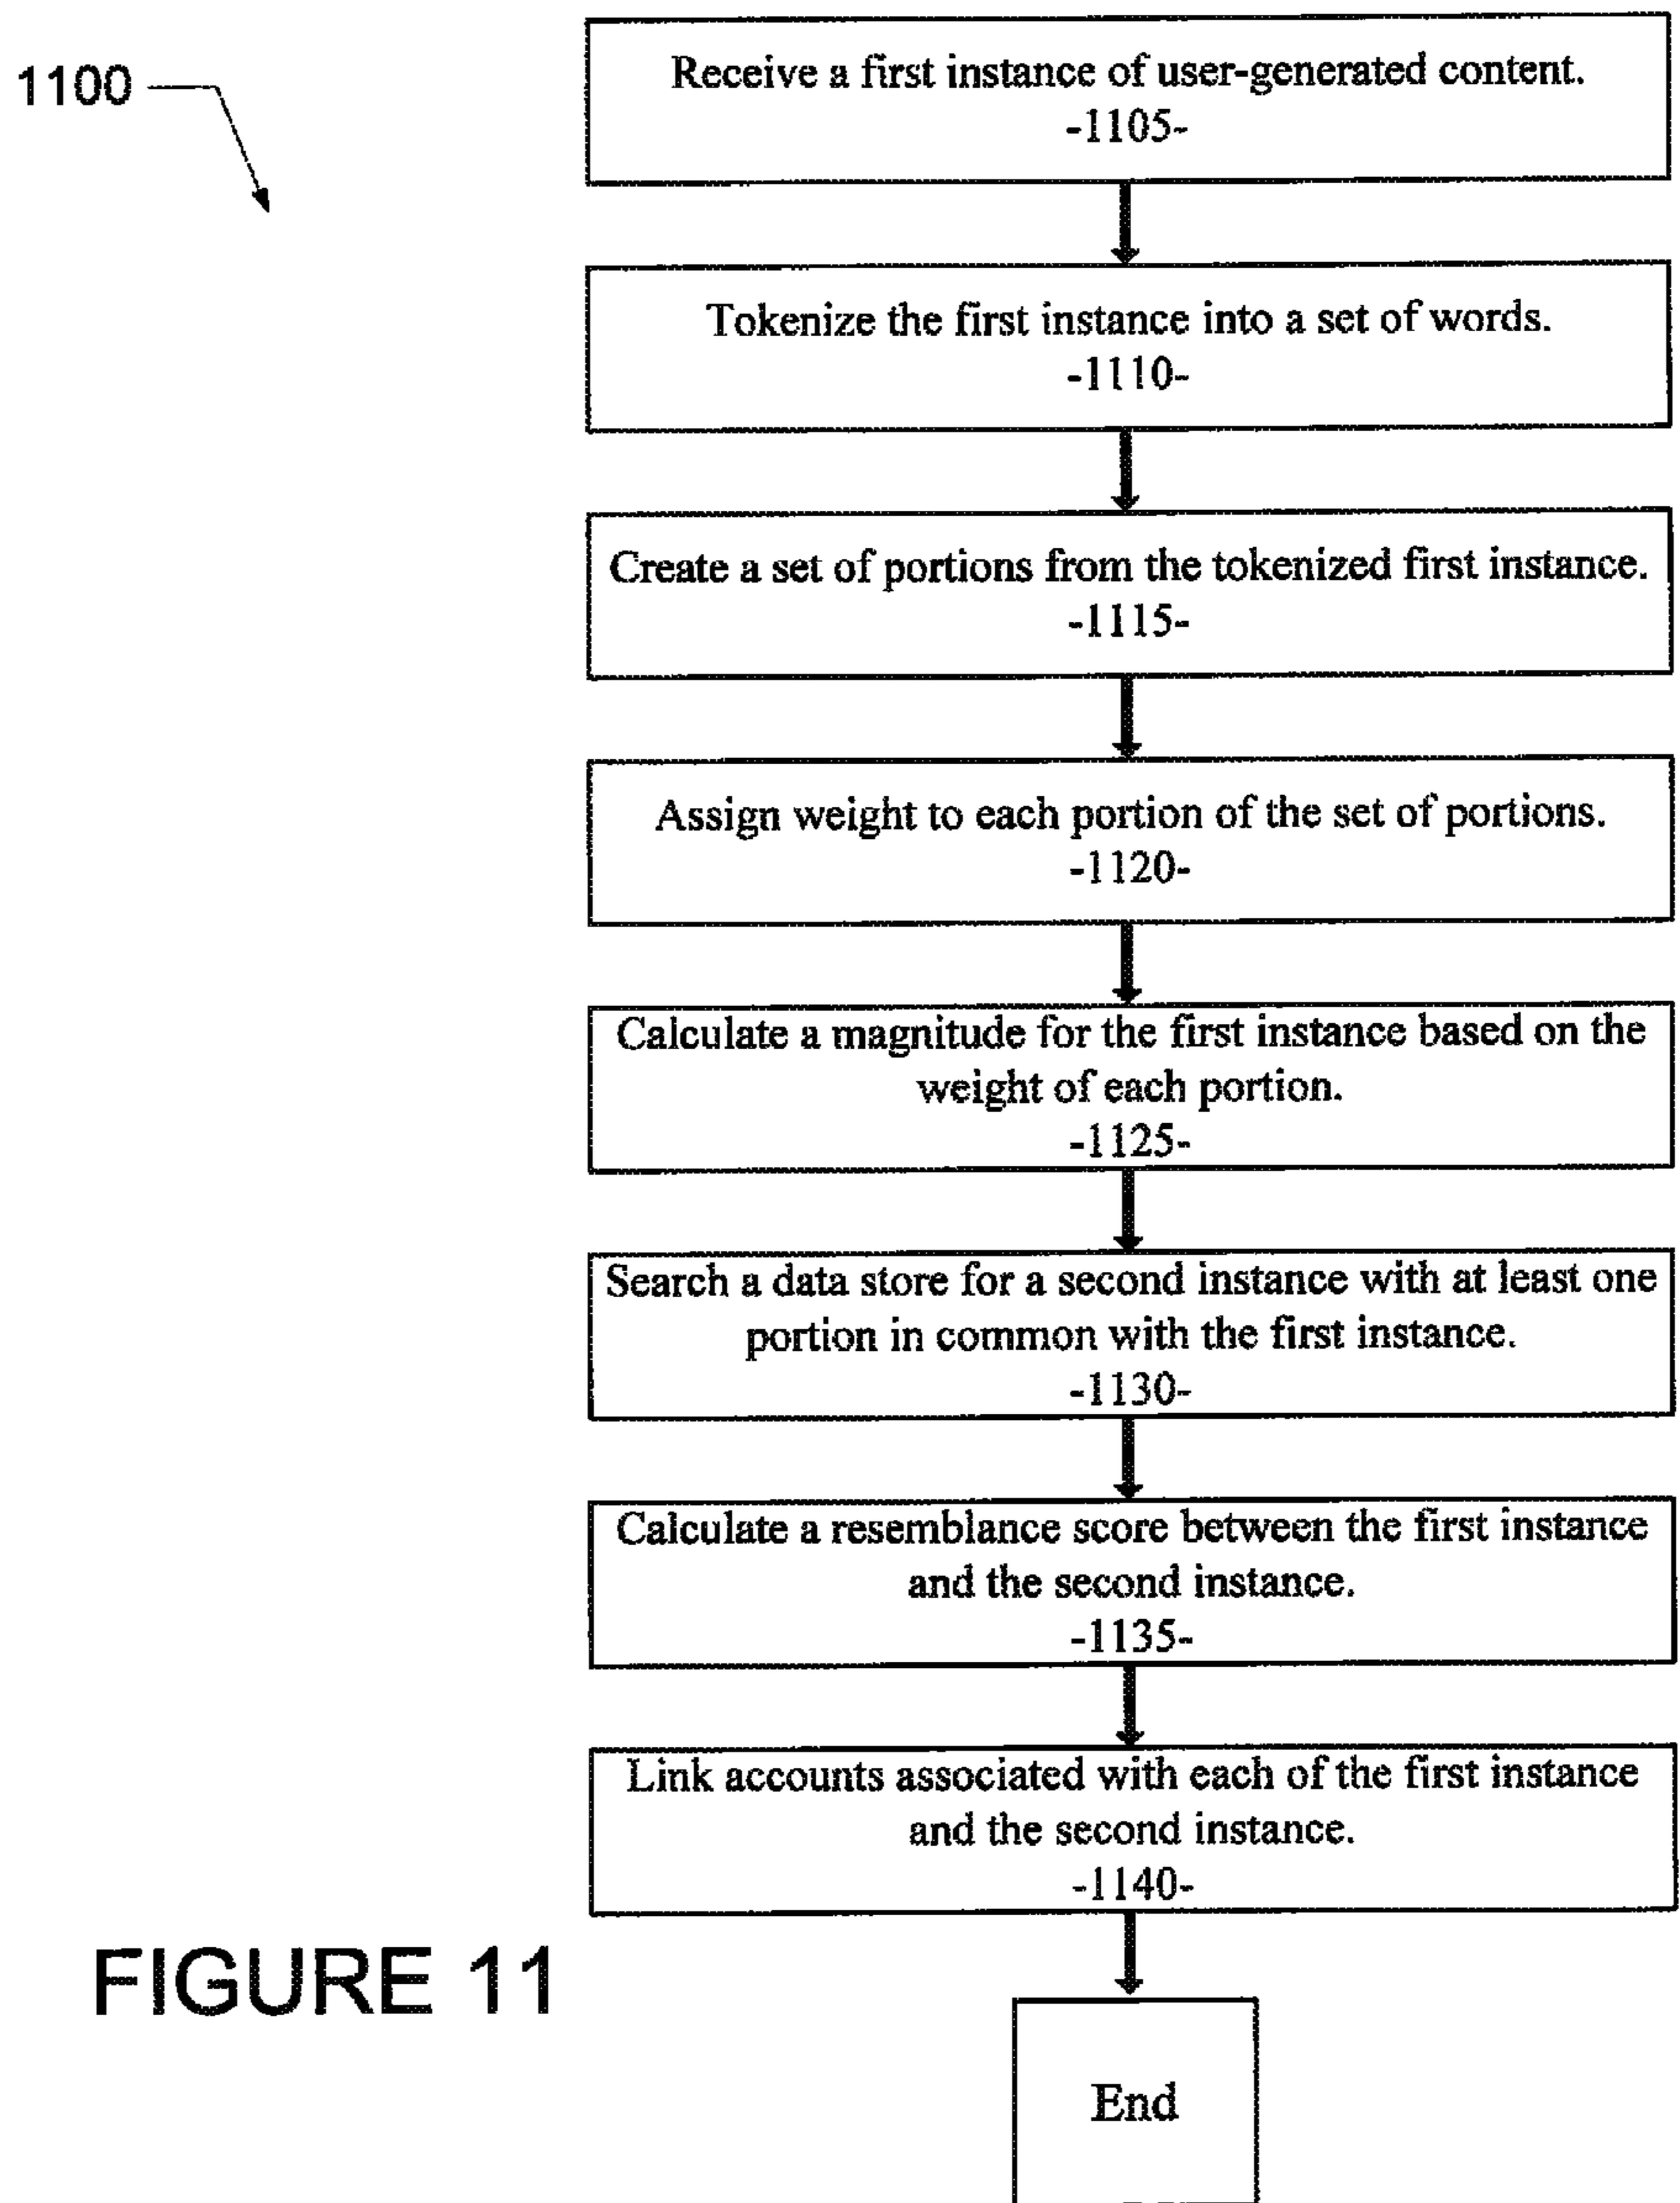 1100
Receive a first instance of user-generated content.
-1105-
Tokenize the first instance into a set of words.
-1110-
Create a set of portions from the tokenized first instance.
-1115-
Assign weight to each portion of the set of portions.
-1120-
Calculate a magnitude for the first instance based on the
weight of each portion.
-1125-
Search a data store for a second instance with at least one
portion in common with the first instance.
-1130-
Calculate a resemblance score between the first instance
and the second instance.
-1135-
Link accounts associated with each of the first instance
and the second instance.
-1140-
FIGURE 11
End